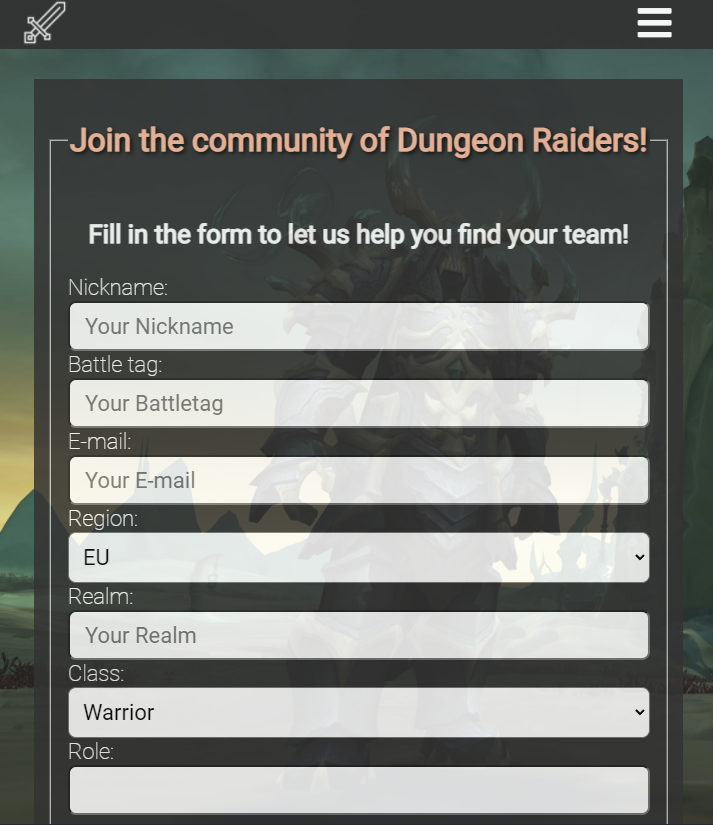 Join the community of Dungeon Raiders!
Fill in the form to let us help you find your team!
Nickname:
Your Nickname
Battle tag:
Your Battletag
E-mail:
Your E-mail
Region:
EU
Realm:
Your Realm
Class:
Warrior
Role: